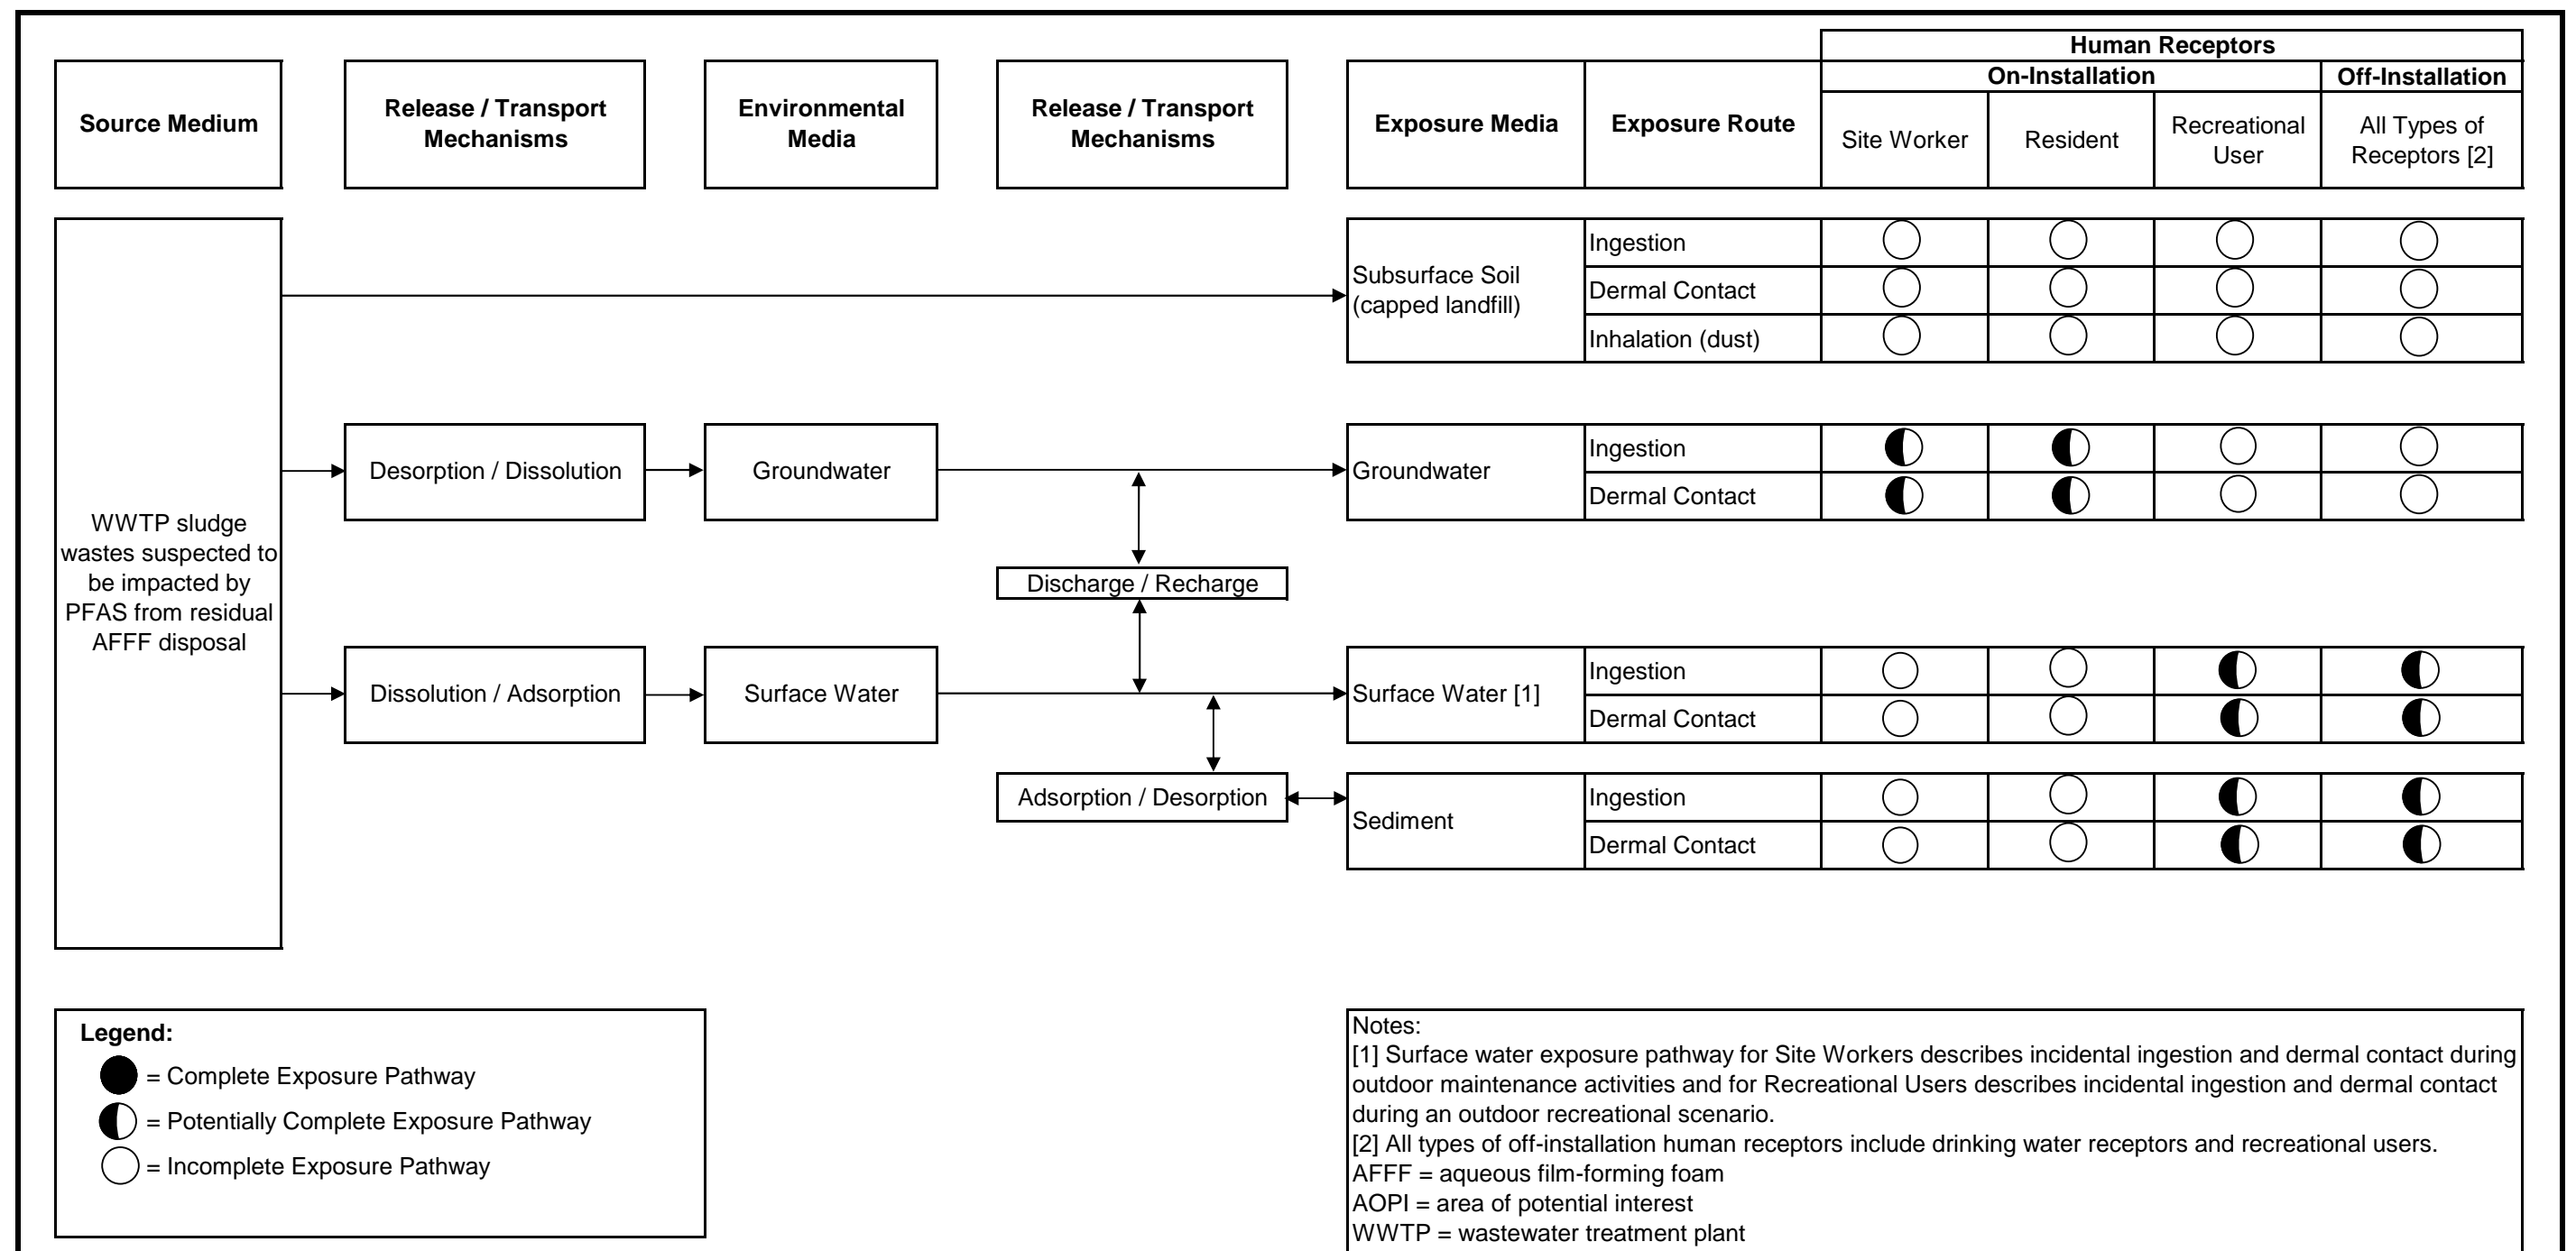 Human Receptors
On-Installation
Off-Installation
Source Medium
Release / Transport
Mechanisms
Environmental
Media
Release / Transport
Mechanisms
Exposure Media
Exposure Route
Site Worker
Resident
Recreational
User
All Types of
Receptors [2]
WWTP sludge
wastes suspected to
be impacted by
PFAS from residual
AFFF disposal
Subsurface Soil
(capped landfill)
Ingestion
Dermal Contact
Inhalation (dust)
Desorption / Dissolution
Groundwater
Groundwater
Ingestion
Dermal Contact
Discharge / Recharge
Dissolution / Adsorption
Surface Water
Surface Water [1]
Ingestion
Dermal Contact
Adsorption / Desorption
Sediment
Ingestion
Dermal Contact
Legend:
= Complete Exposure Pathway
= Potentially Complete Exposure Pathway
= Incomplete Exposure Pathway
Notes:
[1] Surface water exposure pathway for Site Workers describes incidental ingestion and dermal contact during
outdoor maintenance activities and for Recreational Users describes incidental ingestion and dermal contact
during an outdoor recreational scenario.
[2] All types of off-installation human receptors include drinking water receptors and recreational users.
AFFF = aqueous film-forming foam
AOPI = area of potential interest
WWTP = wastewater treatment plant